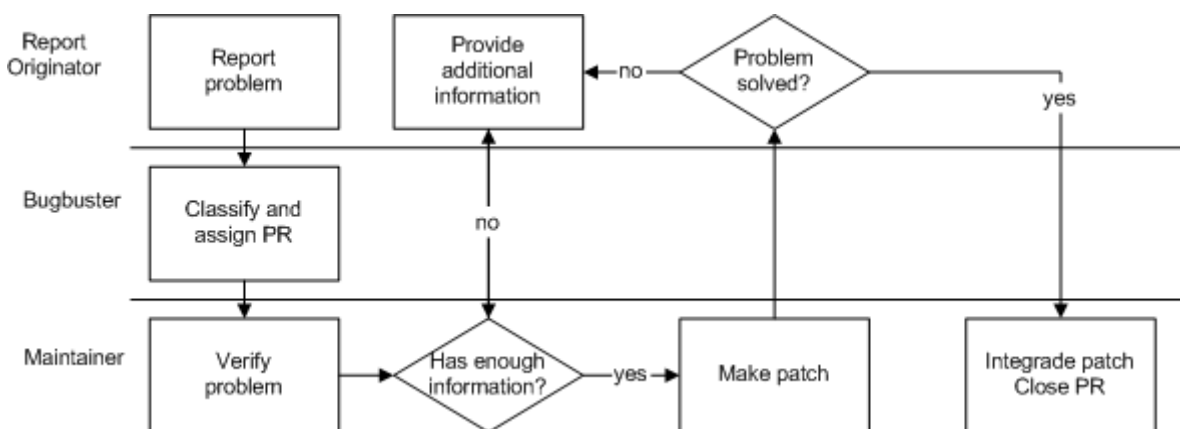 Report
Originator
Report
problem
Provide
additional
information
no
Problem
solved?
yes
Bugbuster
Classify and
assign PR
no
Maintainer
Verify
problem
Has enough
information?
yes
Make patch
Integrade patch
Close PR